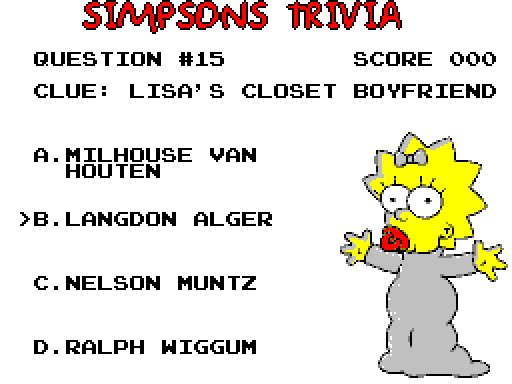 SIMPSONS TRIVIA
QUESTION #15 SCORE 000
CLUE: LISA'S CLOSET BOYFRIEND
A.MILHOUSE VAN
HOUTEN
>B.LANGDON ALGER
C.NELSON MUNTZ
D.RALPH WIGGUM